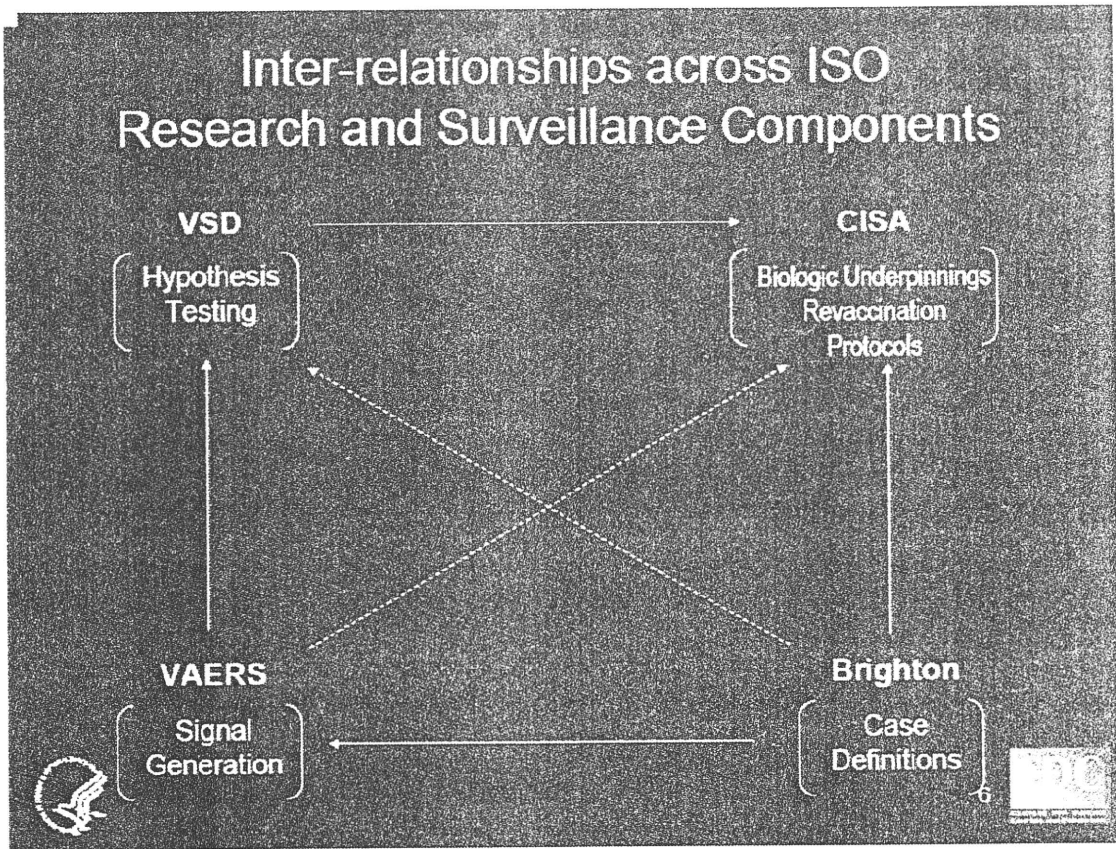 Inter-relationships across ISO
Research and Surveillance Components
VSD
Hypothesis
Testing
CISA
Biologic Underpinnings
Revaccination
Protocols
VAERS
Signal
Generation
Brighton
Case
Definitions
6
CDC